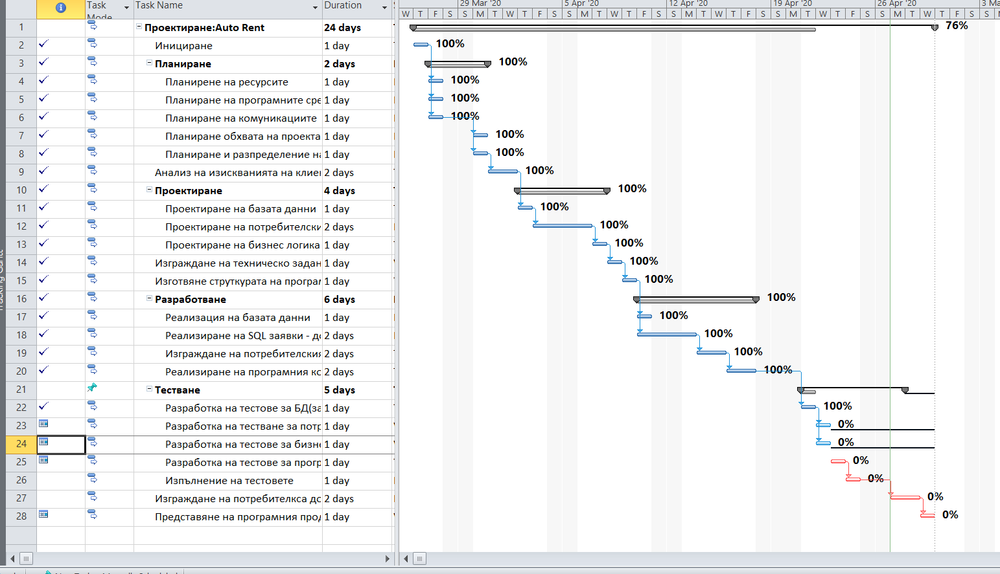 Task Mode Task Name Duration
29 Mar '20 5 Apr '20 12 Apr '20 19 Apr '20 26 Apr '20
W T F S S M T W T F S S M T W T F S S M T W T F S S M T W T F S S M T W T F S S
1 Проектиране:Auto Rent 24 days 76%
2 Инициране 1 day 100%
3 Планиране 2 days 100%
4 Планирене на ресурсите 1 day 100%
5 Планиране на програмните сре 1 day 100%
6 Планиране на комуникациите 1 day 100%
7 Планиране обхвата на проекта 1 day 100%
8 Планиране и разпределение на 1 day 100%
9 Анализ на изискванията на клие 2 days 100%
10 Проектиране 4 days 100%
11 Проектиране на базата данни 1 day 100%
12 Проектиране на потребителски 2 days 100%
13 Проектиране на бизнес логика 1 day 100%
14 Изграждане на техническо задан 1 day 100%
15 Изготвяне струткурата на програм 1 day 100%
16 Разработване 6 days 100%
17 Реализация на базата данни 1 day 100%
18 Реализиране на SQL заявки - до 2 days 100%
19 Изграждане на потребителския 2 days 100%
20 Реализиране на програмния ко 2 days 100%
21 Тестване 5 days
22 Разработка на тестове за БД(за 1 day 100%
23 Разработка на тестване за потр 1 day 0%
24 Разработка на тестове за бизне 1 day 0%
25 Разработка на тестове за прогр 1 day 0%
26 Изпълнение на тестовете 1 day 0%
27 Изграждане на потребителкса до 2 days 0%
28 Представяне на програмния прод 1 day 0%